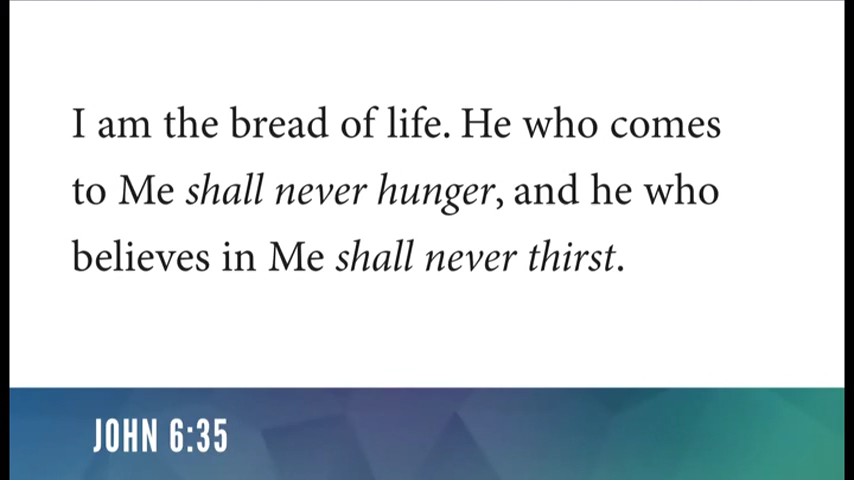 I am the bread of life. He who comes
to Me shall never hunger, and he who
believes in Me shall never thirst.
JOHN 6:35